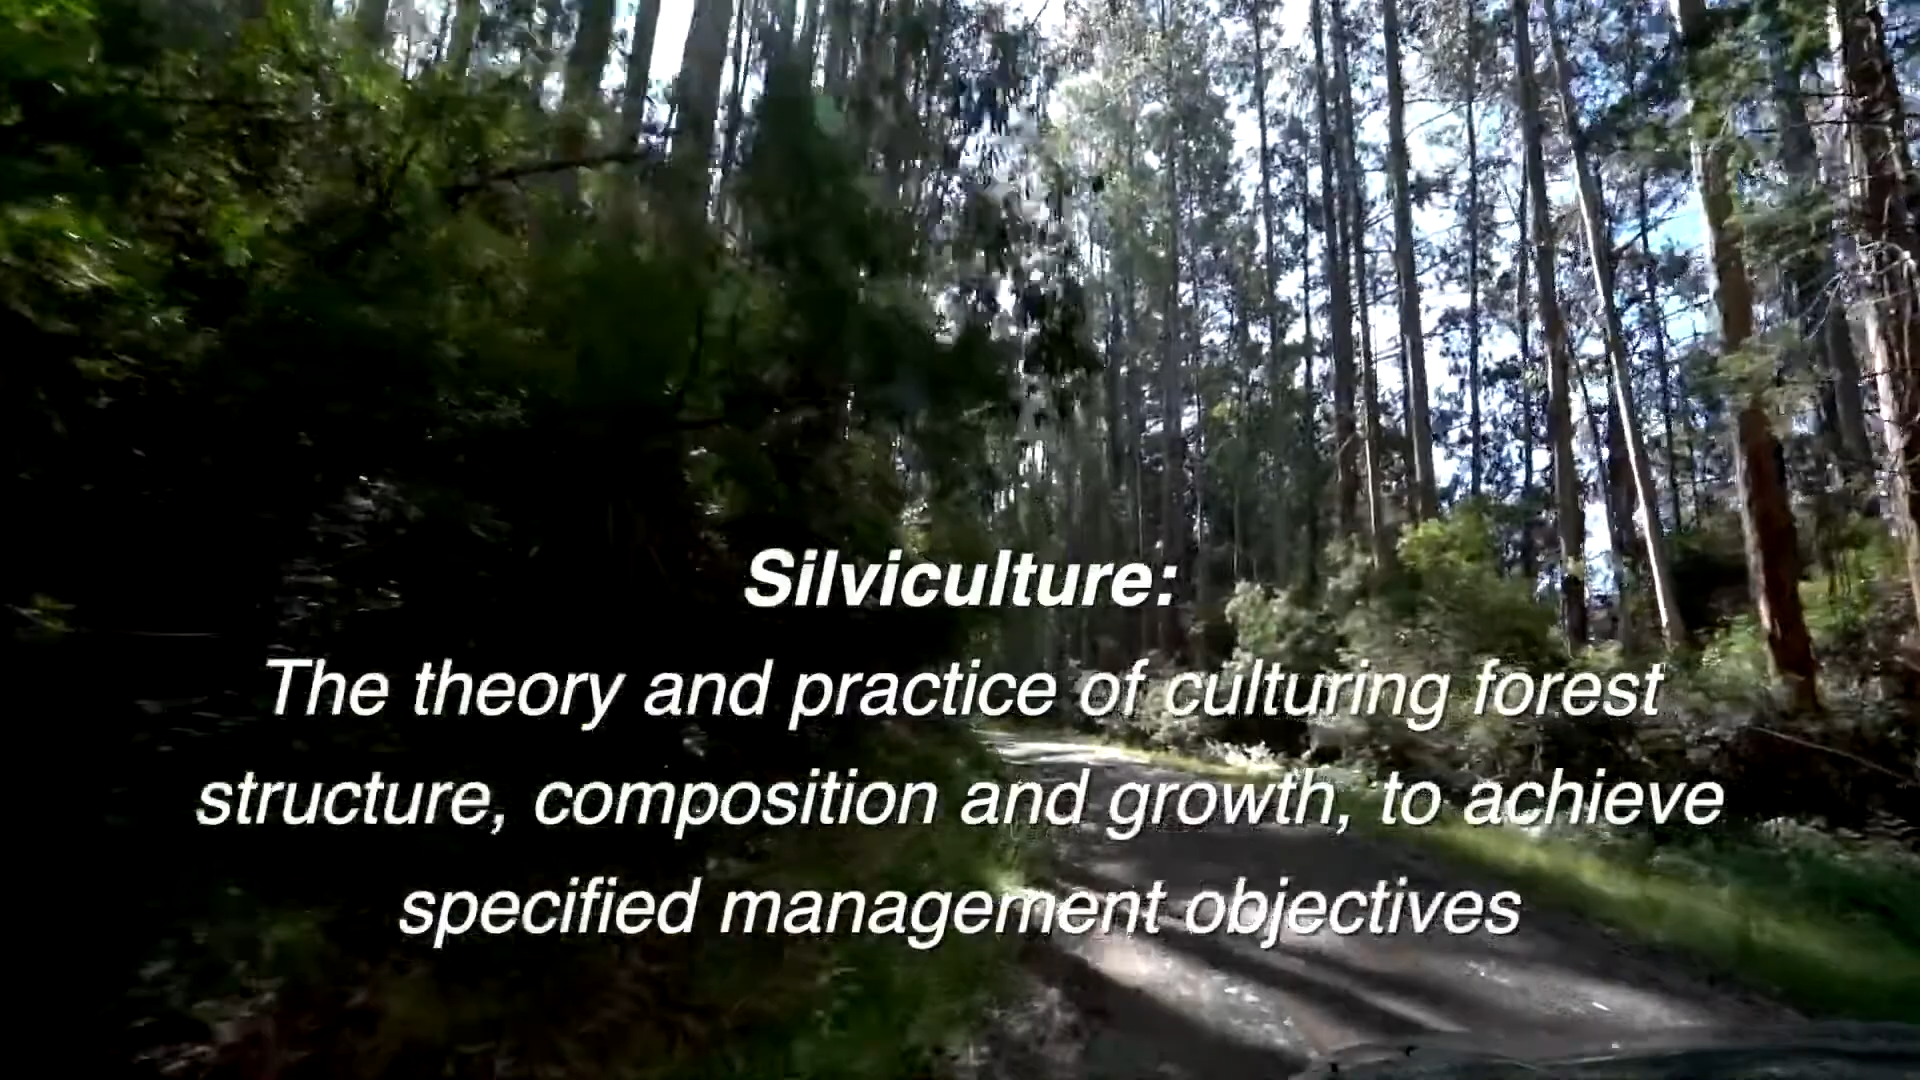 Silviculture:
The theory and practice of culturing forest
structure, composition and growth, to achieve
specified management objectives